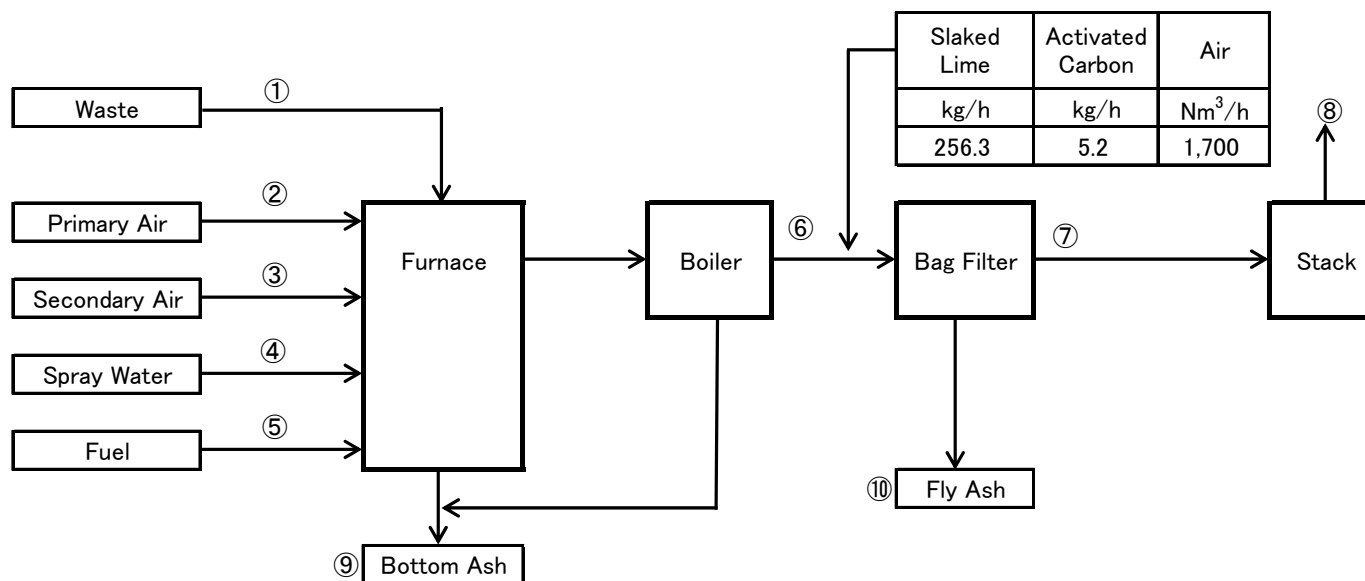 Slaked Lime
Activated Carbon
Air
kg/h
kg/h
Nm³/h
256.3
5.2
1,700
Waste
①
⑧
Primary Air
②
Secondary Air
③
Spray Water
④
Fuel
⑤
Furnace
Boiler
⑥
Bag Filter
⑦
Stack
⑩
Fly Ash
⑨
Bottom Ash